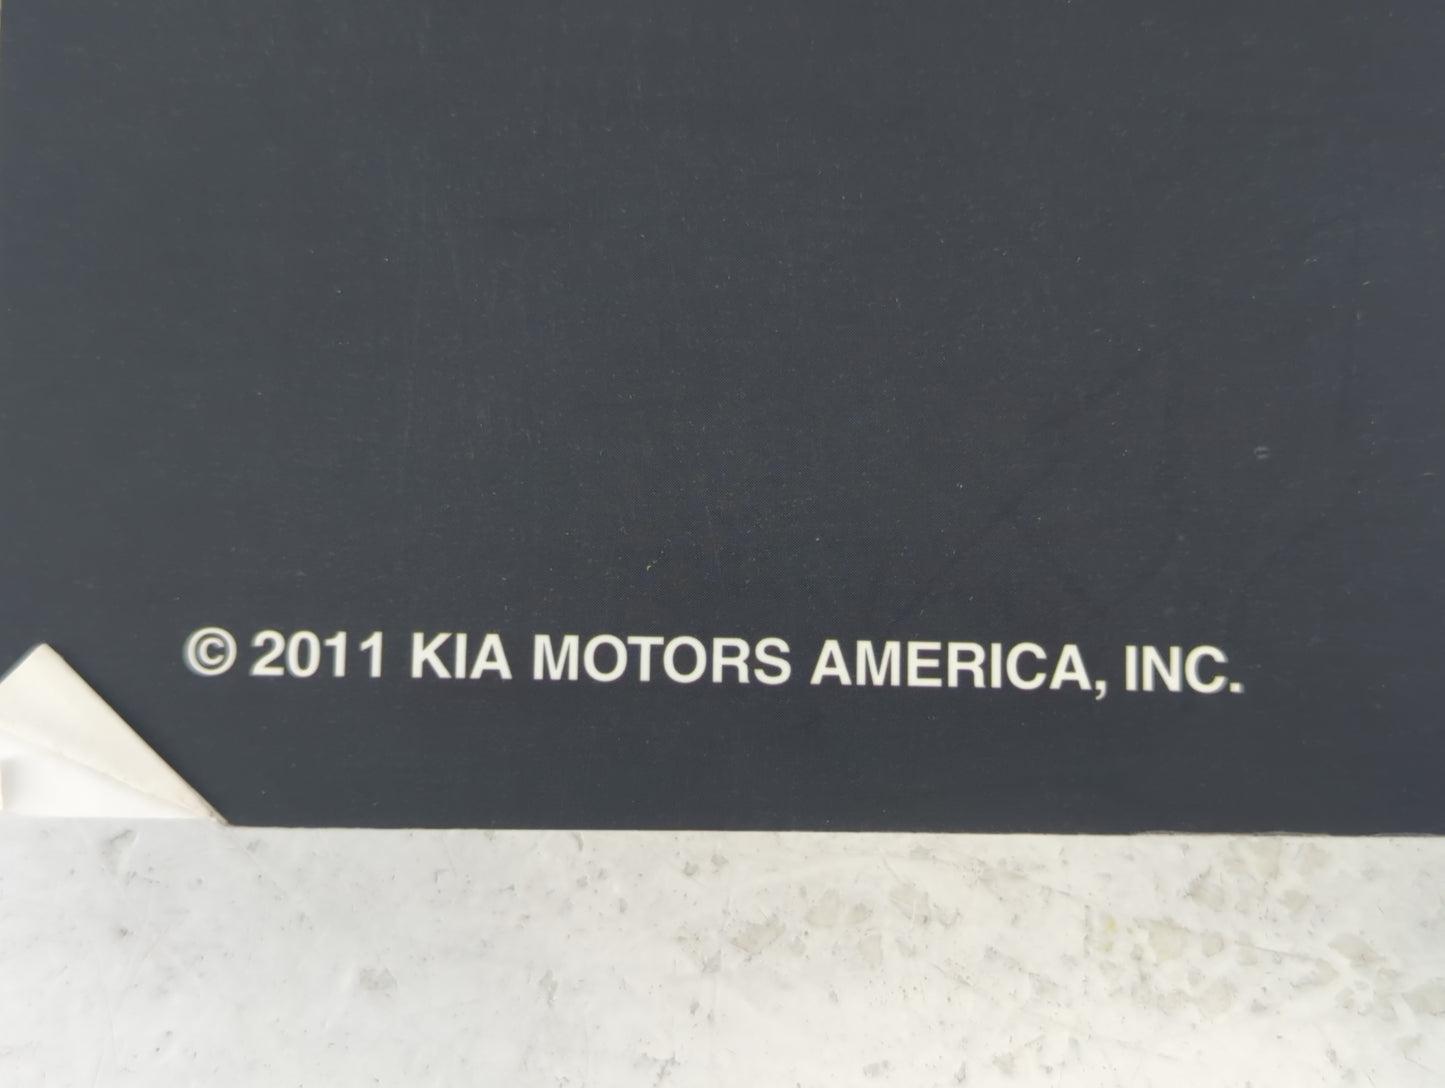 © 2011 KIA MOTORS AMERICA, INC.